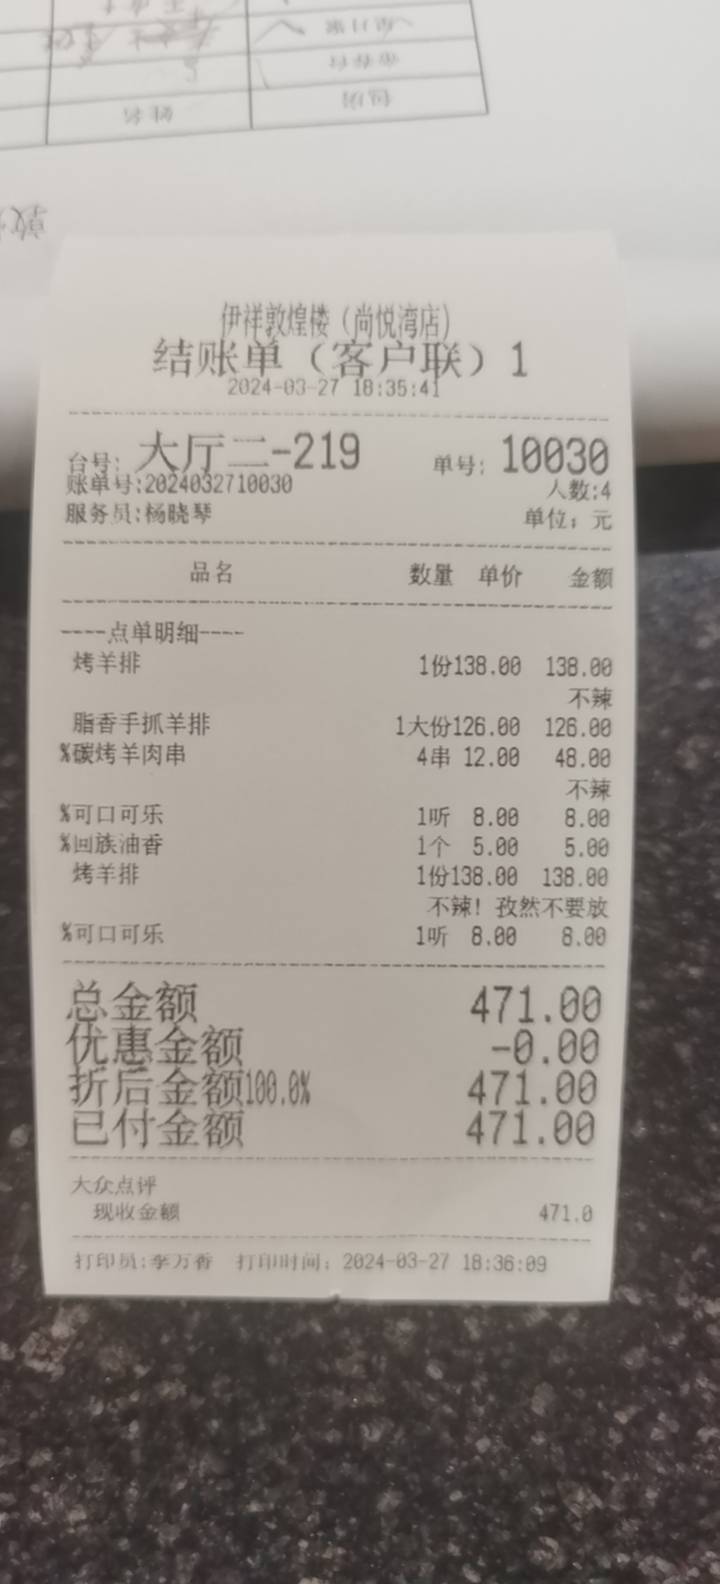 伊祥敦煌楼（尚悦湾店）
结账单（客户联）1
2024-03-27 18:35:41
台号: 大厅二-219 单号: 10030
账单号:2024032710030 人数:4
服务员:杨晓琴 单位：元
品名 数量 单价 金额
----点单明细----
烤羊排 1份138.00 138.00
不辣
脂香手抓羊排 1大份126.00 126.00
%碳烤羊肉串 4串 12.00 48.00
不辣
%可口可乐 1听 8.00 8.00
%回族油香 1个 5.00 5.00
烤羊排 1份138.00 138.00
不辣! 孜然不要放
%可口可乐 1听 8.00 8.00
总金额 471.00
优惠金额 -0.00
折后金额100.0% 471.00
已付金额 471.00
大众点评
现收金额 471.0
打印员:李万香 打印时间: 2024-03-27 18:36:09